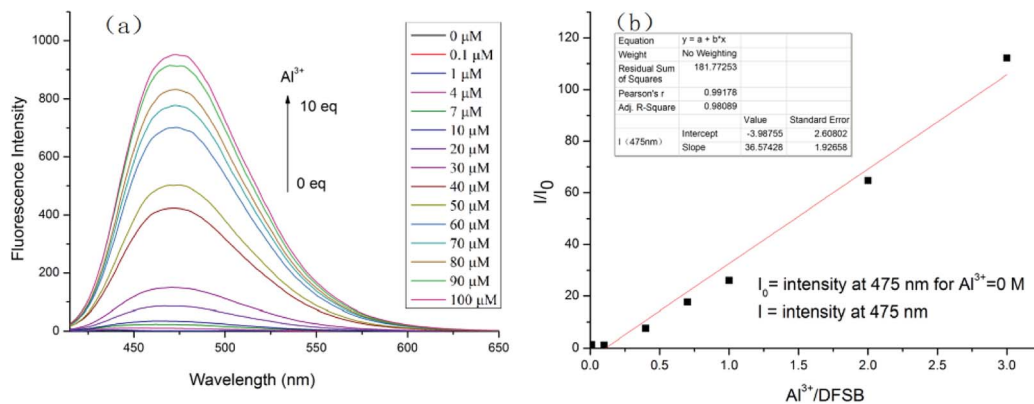 (a)
1000
800
600
400
200
0
450
500
550
600
650
Fluorescence Intensity
Wavelength (nm)
Al³⁺
10 eq
0 eq
0 μM
0.1 μM
1 μM
4 μM
7 μM
10 μM
20 μM
30 μM
40 μM
50 μM
60 μM
70 μM
80 μM
90 μM
100 μM
(b)
120
100
80
60
40
20
0
0.0
0.5
1.0
1.5
2.0
2.5
3.0
I/I₀
Al³⁺/DFSB
Equation y = a + b*x
Weight No Weighting
Residual Sum of Squares 181.77253
Pearson's r 0.99178
Adj. R-Square 0.98089
Value Standard Error
I (475nm) Intercept -3.98755 2.60802
Slope 36.57428 1.92658
I₀= intensity at 475 nm for Al³⁺=0 M
I = intensity at 475 nm